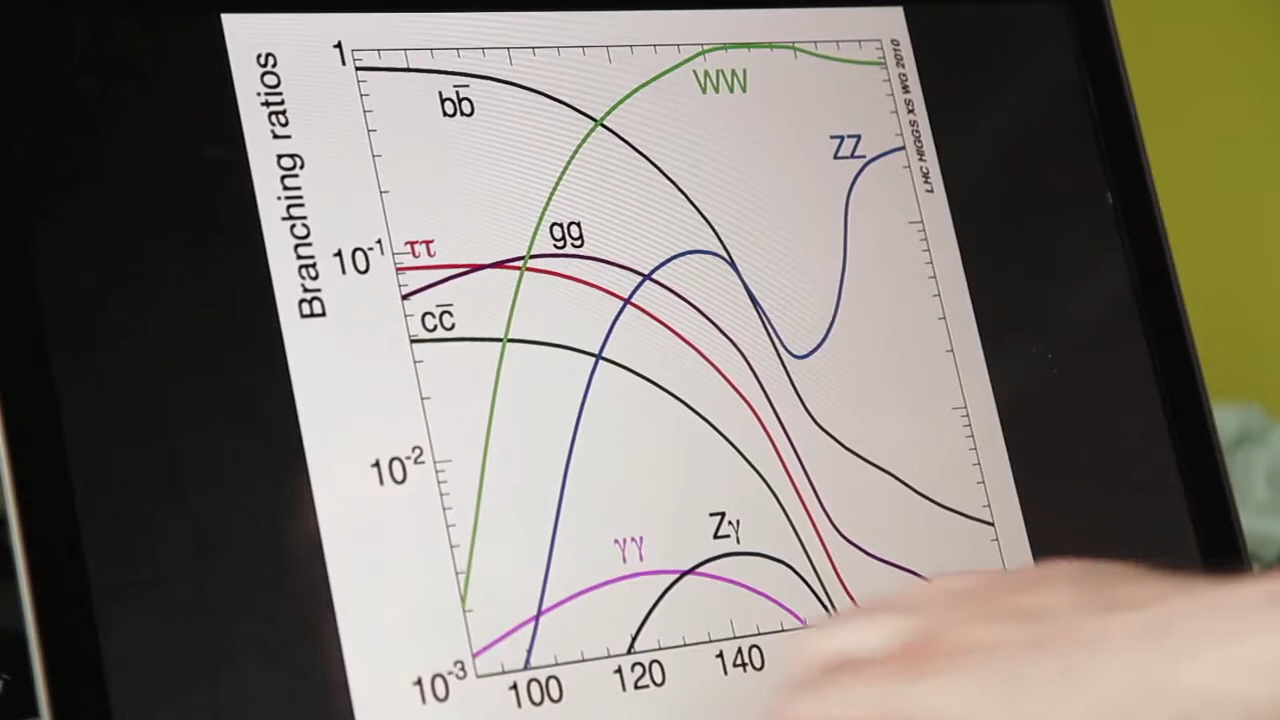 Branching ratios
1
10⁻¹
10⁻²
10⁻³
bb̄
WW
ZZ
ττ
gg
cc̄
γγ
Zγ
100
120
140
LHC HIGGS XS WG 2010